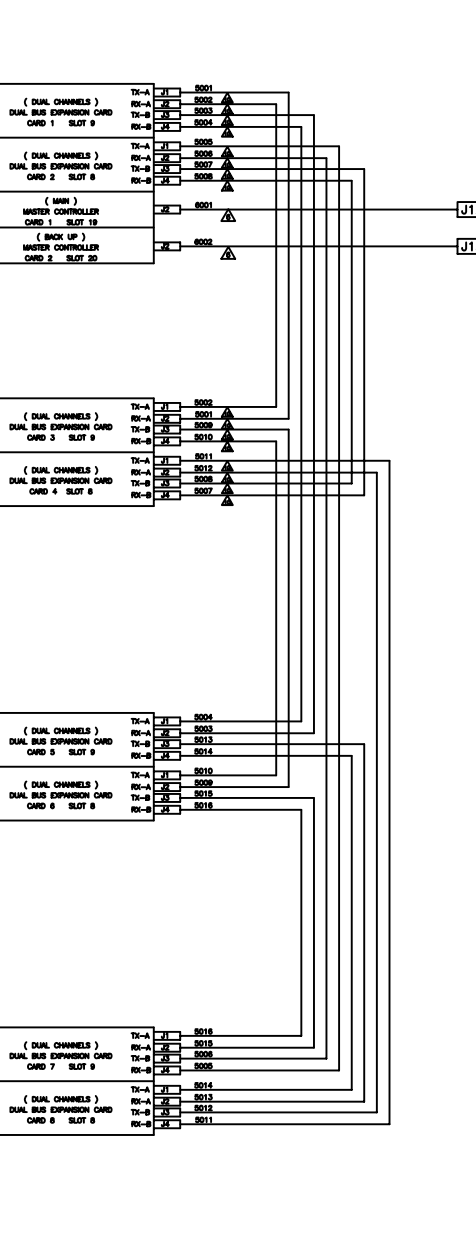 ( DUAL CHANNELS )
DUAL BUS EXPANSION CARD
CARD 1 SLOT 9
TX-A J1 5001
RX-A J2 5002
TX-B J3 5003
RX-B J4 5004
( DUAL CHANNELS )
DUAL BUS EXPANSION CARD
CARD 2 SLOT 8
TX-A J1 5005
RX-A J2 5006
TX-B J3 5007
RX-B J4 5008
( MAIN )
MASTER CONTROLLER
CARD 1 SLOT 19
J2 6001
J1
( BACK UP )
MASTER CONTROLLER
CARD 2 SLOT 20
J2 6002
J1
( DUAL CHANNELS )
DUAL BUS EXPANSION CARD
CARD 3 SLOT 9
TX-A J1 5002
RX-A J2 5001
TX-B J3 5009
RX-B J4 5010
( DUAL CHANNELS )
DUAL BUS EXPANSION CARD
CARD 4 SLOT 8
TX-A J1 5011
RX-A J2 5012
TX-B J3 5008
RX-B J4 5007
( DUAL CHANNELS )
DUAL BUS EXPANSION CARD
CARD 5 SLOT 9
TX-A J1 5004
RX-A J2 5003
TX-B J3 5013
RX-B J4 5014
( DUAL CHANNELS )
DUAL BUS EXPANSION CARD
CARD 6 SLOT 8
TX-A J1 5010
RX-A J2 5009
TX-B J3 5015
RX-B J4 5016
( DUAL CHANNELS )
DUAL BUS EXPANSION CARD
CARD 7 SLOT 9
TX-A J1 5016
RX-A J2 5015
TX-B J3 5006
RX-B J4 5005
( DUAL CHANNELS )
DUAL BUS EXPANSION CARD
SLOT 8
TX-A J1 5014
RX-A J2 5013
TX-B J3 5012
RX-B J4 5011